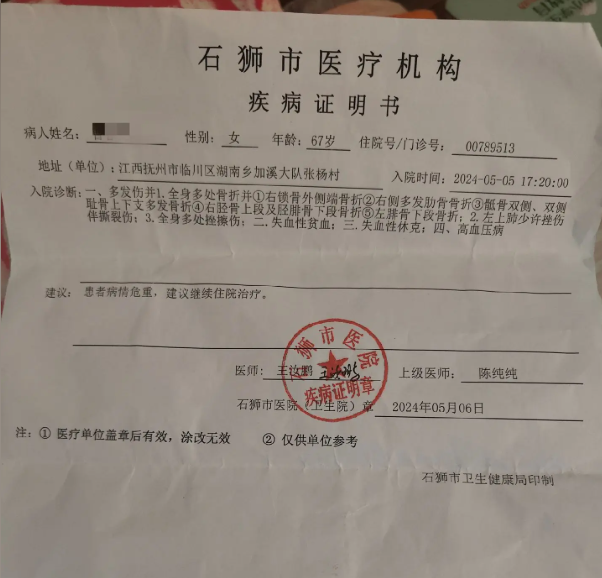 石狮市医疗机构
疾病证明书
病人姓名： 性别： 女 年龄： 67岁 住院号/门诊号： 00789513
地址（单位）： 江西抚州市临川区湖南乡加溪大队张杨村 入院时间： 2024-05-05 17:20:00
入院诊断： 一、多发伤并1.全身多处骨折并①右锁骨外侧端骨折②右侧多发肋骨骨折③骶骨双侧、双侧
耻骨上下支多发骨折④右胫骨上段及胫腓骨下段骨折⑤左腓骨下段骨折；2.左上肺少许挫伤
伴撕裂伤；3.全身多处挫擦伤；二.失血性贫血；三.失血性休克；四、高血压病
建议： 患者病情危重，建议继续住院治疗。
石狮市医院
疾病证明章
医师： 王汝鹏 上级医师： 陈纯纯
石狮市医院（卫生院）章 2024年05月06日
注：① 医疗单位盖章后有效，涂改无效 ② 仅供单位参考
石狮市卫生健康局印制